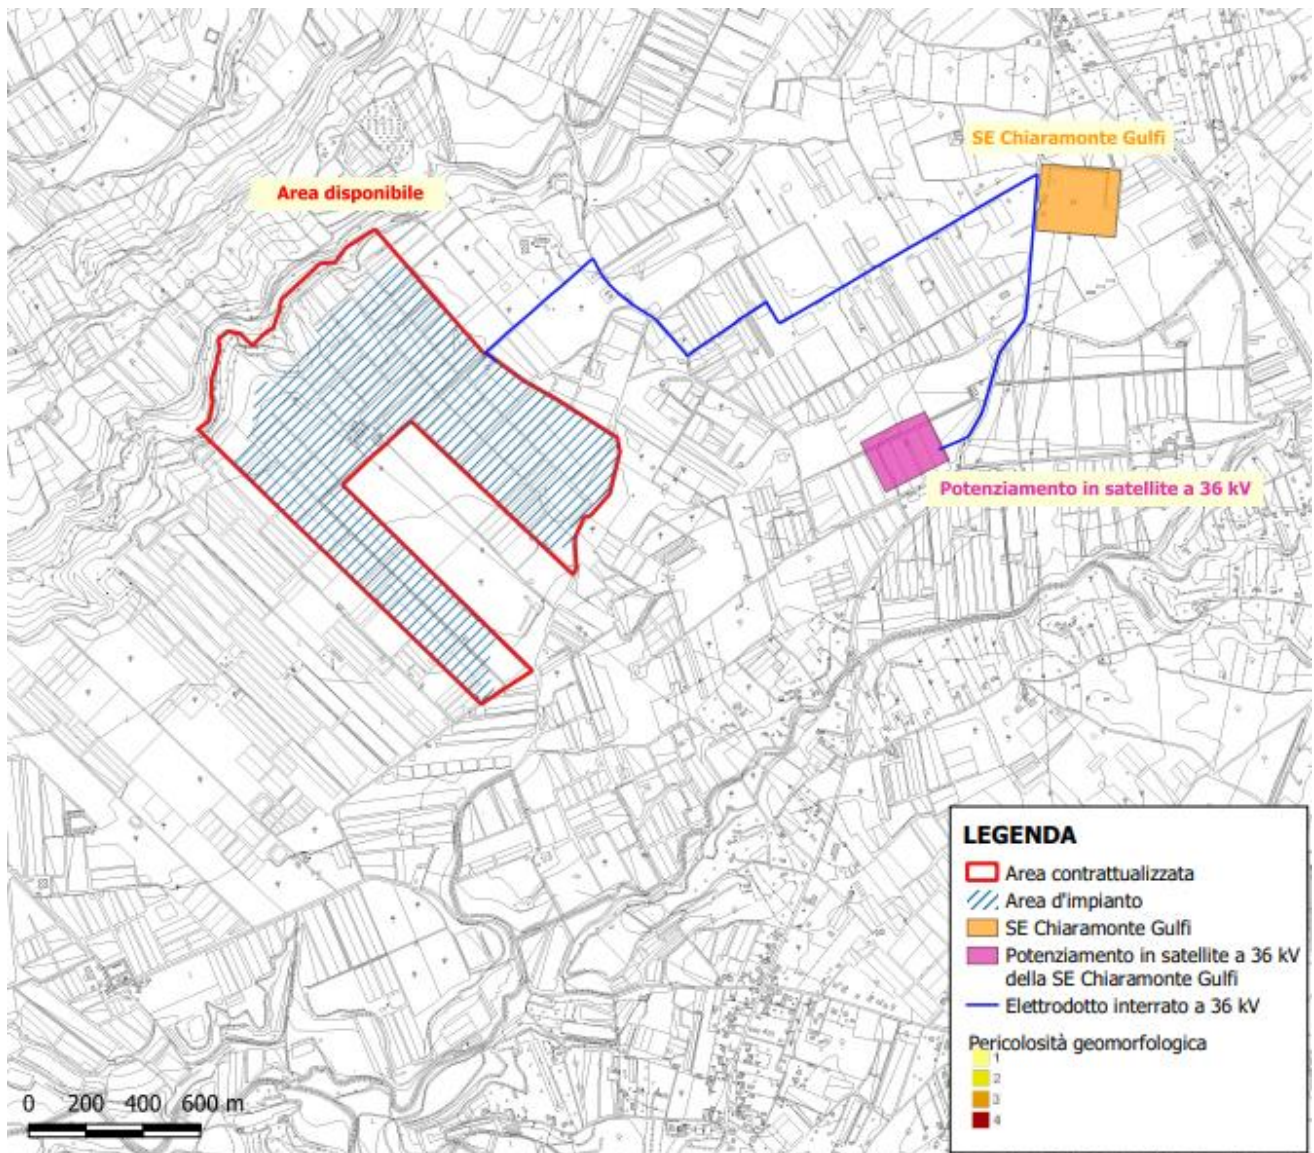 SE Chiaramonte Gulfi
Area disponibile
Potenziamento in satellite a 36 kV
LEGENDA
Area contrattualizzata
Area d'impianto
SE Chiaramonte Gulfi
Potenziamento in satellite a 36 kV
della SE Chiaramonte Gulfi
Elettrodotto interrato a 36 kV
Pericolosità geomorfologica
1
2
3
4
0 200 400 600 m